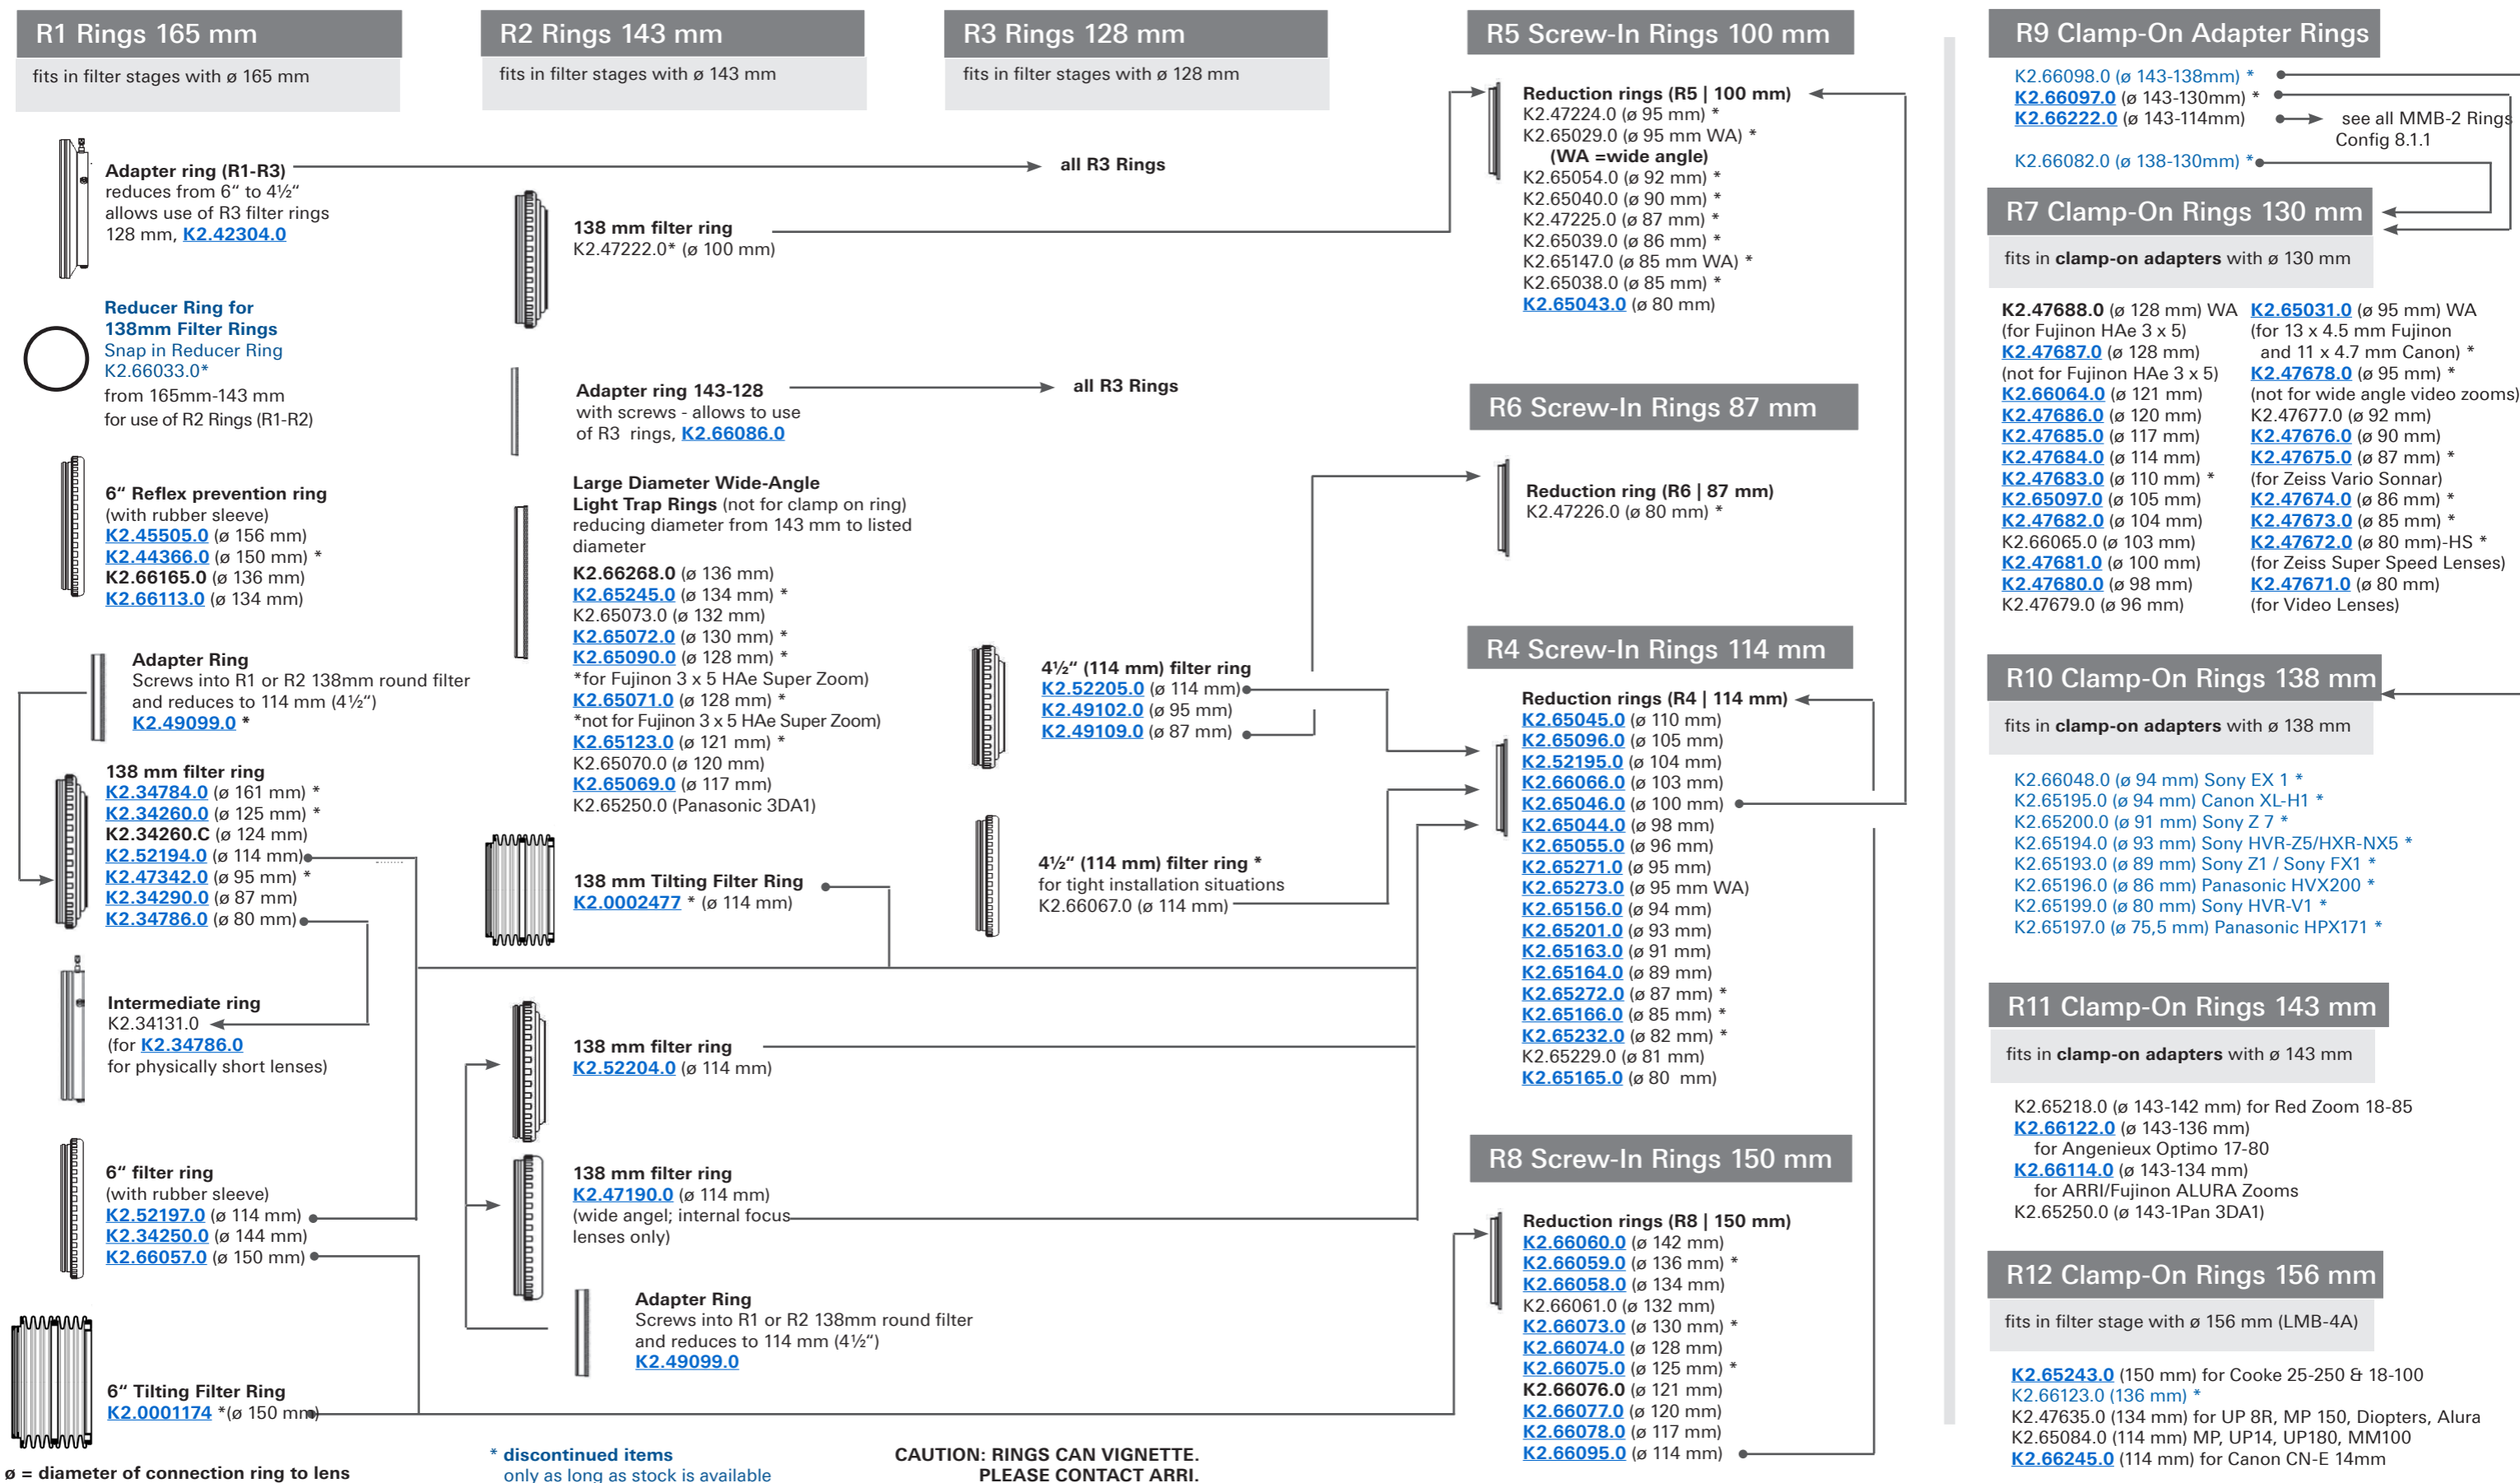 R1 Rings 165 mm
fits in filter stages with ø 165 mm
Adapter ring (R1-R3)
reduces from 6“ to 4½“
allows use of R3 filter rings
128 mm, K2.42304.0
Reducer Ring for
138mm Filter Rings
Snap in Reducer Ring
K2.66033.0*
from 165mm-143 mm
for use of R2 Rings (R1-R2)
6“ Reflex prevention ring
(with rubber sleeve)
K2.45505.0 (ø 156 mm)
K2.44366.0 (ø 150 mm) *
K2.66165.0 (ø 136 mm)
K2.66113.0 (ø 134 mm)
Adapter Ring
Screws into R1 or R2 138mm round filter
and reduces to 114 mm (4½“)
K2.49099.0 *
138 mm filter ring
K2.34784.0 (ø 161 mm) *
K2.34260.0 (ø 125 mm) *
K2.34260.C (ø 124 mm)
K2.52194.0 (ø 114 mm)
K2.47342.0 (ø 95 mm) *
K2.34290.0 (ø 87 mm)
K2.34786.0 (ø 80 mm)
Intermediate ring
K2.34131.0
(for K2.34786.0
for physically short lenses)
6“ filter ring
(with rubber sleeve)
K2.52197.0 (ø 114 mm)
K2.34250.0 (ø 144 mm)
K2.66057.0 (ø 150 mm)
6“ Tilting Filter Ring
K2.0001174 *(ø 150 mm)
ø = diameter of connection ring to lens
R2 Rings 143 mm
fits in filter stages with ø 143 mm
138 mm filter ring
K2.47222.0* (ø 100 mm)
Adapter ring 143-128
with screws - allows to use
of R3 rings, K2.66086.0
Large Diameter Wide-Angle
Light Trap Rings (not for clamp on ring)
reducing diameter from 143 mm to listed
diameter
K2.66268.0 (ø 136 mm)
K2.65245.0 (ø 134 mm) *
K2.65073.0 (ø 132 mm)
K2.65072.0 (ø 130 mm) *
K2.65090.0 (ø 128 mm) *
*for Fujinon 3 x 5 HAe Super Zoom)
K2.65071.0 (ø 128 mm) *
*not for Fujinon 3 x 5 HAe Super Zoom)
K2.65123.0 (ø 121 mm) *
K2.65070.0 (ø 120 mm)
K2.65069.0 (ø 117 mm)
K2.65250.0 (Panasonic 3DA1)
138 mm Tilting Filter Ring
K2.0002477 * (ø 114 mm)
138 mm filter ring
K2.52204.0 (ø 114 mm)
138 mm filter ring
K2.47190.0 (ø 114 mm)
(wide angel; internal focus
lenses only)
Adapter Ring
Screws into R1 or R2 138mm round filter
and reduces to 114 mm (4½“)
K2.49099.0
* discontinued items
only as long as stock is available
R3 Rings 128 mm
fits in filter stages with ø 128 mm
all R3 Rings
all R3 Rings
4½“ (114 mm) filter ring
K2.52205.0 (ø 114 mm)
K2.49102.0 (ø 95 mm)
K2.49109.0 (ø 87 mm)
4½“ (114 mm) filter ring *
for tight installation situations
K2.66067.0 (ø 114 mm)
CAUTION: RINGS CAN VIGNETTE.
PLEASE CONTACT ARRI.
R5 Screw-In Rings 100 mm
Reduction rings (R5 | 100 mm)
K2.47224.0 (ø 95 mm) *
K2.65029.0 (ø 95 mm WA) *
(WA =wide angle)
K2.65054.0 (ø 92 mm) *
K2.65040.0 (ø 90 mm) *
K2.47225.0 (ø 87 mm) *
K2.65039.0 (ø 86 mm) *
K2.65147.0 (ø 85 mm WA) *
K2.65038.0 (ø 85 mm) *
K2.65043.0 (ø 80 mm)
R6 Screw-In Rings 87 mm
Reduction ring (R6 | 87 mm)
K2.47226.0 (ø 80 mm) *
R4 Screw-In Rings 114 mm
Reduction rings (R4 | 114 mm)
K2.65045.0 (ø 110 mm)
K2.65096.0 (ø 105 mm)
K2.52195.0 (ø 104 mm)
K2.66066.0 (ø 103 mm)
K2.65046.0 (ø 100 mm)
K2.65044.0 (ø 98 mm)
K2.65055.0 (ø 96 mm)
K2.65271.0 (ø 95 mm)
K2.65273.0 (ø 95 mm WA)
K2.65156.0 (ø 94 mm)
K2.65201.0 (ø 93 mm)
K2.65163.0 (ø 91 mm)
K2.65164.0 (ø 89 mm)
K2.65272.0 (ø 87 mm) *
K2.65166.0 (ø 85 mm) *
K2.65232.0 (ø 82 mm) *
K2.65229.0 (ø 81 mm)
K2.65165.0 (ø 80 mm)
R8 Screw-In Rings 150 mm
Reduction rings (R8 | 150 mm)
K2.66060.0 (ø 142 mm)
K2.66059.0 (ø 136 mm) *
K2.66058.0 (ø 134 mm)
K2.66061.0 (ø 132 mm)
K2.66073.0 (ø 130 mm) *
K2.66074.0 (ø 128 mm)
K2.66075.0 (ø 125 mm) *
K2.66076.0 (ø 121 mm)
K2.66077.0 (ø 120 mm)
K2.66078.0 (ø 117 mm)
K2.66095.0 (ø 114 mm)
R9 Clamp-On Adapter Rings
K2.66098.0 (ø 143-138mm) *
K2.66097.0 (ø 143-130mm) *
K2.66222.0 (ø 143-114mm)
see all MMB-2 Rings
Config 8.1.1
K2.66082.0 (ø 138-130mm) *
R7 Clamp-On Rings 130 mm
fits in clamp-on adapters with ø 130 mm
K2.47688.0 (ø 128 mm) WA
(for Fujinon HAe 3 x 5)
K2.47687.0 (ø 128 mm)
(not for Fujinon HAe 3 x 5)
K2.66064.0 (ø 121 mm)
K2.47686.0 (ø 120 mm)
K2.47685.0 (ø 117 mm)
K2.47684.0 (ø 114 mm)
K2.47683.0 (ø 110 mm) *
K2.65097.0 (ø 105 mm)
K2.47682.0 (ø 104 mm)
K2.66065.0 (ø 103 mm)
K2.47681.0 (ø 100 mm)
K2.47680.0 (ø 98 mm)
K2.47679.0 (ø 96 mm)
K2.65031.0 (ø 95 mm) WA
(for 13 x 4.5 mm Fujinon
and 11 x 4.7 mm Canon) *
K2.47678.0 (ø 95 mm) *
(not for wide angle video zooms)
K2.47677.0 (ø 92 mm)
K2.47676.0 (ø 90 mm)
K2.47675.0 (ø 87 mm) *
(for Zeiss Vario Sonnar)
K2.47674.0 (ø 86 mm) *
K2.47673.0 (ø 85 mm) *
K2.47672.0 (ø 80 mm)-HS *
(for Zeiss Super Speed Lenses)
K2.47671.0 (ø 80 mm)
(for Video Lenses)
R10 Clamp-On Rings 138 mm
fits in clamp-on adapters with ø 138 mm
K2.66048.0 (ø 94 mm) Sony EX 1 *
K2.65195.0 (ø 94 mm) Canon XL-H1 *
K2.65200.0 (ø 91 mm) Sony Z 7 *
K2.65194.0 (ø 93 mm) Sony HVR-Z5/HXR-NX5 *
K2.65193.0 (ø 89 mm) Sony Z1 / Sony FX1 *
K2.65196.0 (ø 86 mm) Panasonic HVX200 *
K2.65199.0 (ø 80 mm) Sony HVR-V1 *
K2.65197.0 (ø 75,5 mm) Panasonic HPX171 *
R11 Clamp-On Rings 143 mm
fits in clamp-on adapters with ø 143 mm
K2.65218.0 (ø 143-142 mm) for Red Zoom 18-85
K2.66122.0 (ø 143-136 mm)
for Angenieux Optimo 17-80
K2.66114.0 (ø 143-134 mm)
for ARRI/Fujinon ALURA Zooms
K2.65250.0 (ø 143-1Pan 3DA1)
R12 Clamp-On Rings 156 mm
fits in filter stage with ø 156 mm (LMB-4A)
K2.65243.0 (150 mm) for Cooke 25-250 & 18-100
K2.66123.0 (136 mm) *
K2.47635.0 (134 mm) for UP 8R, MP 150, Diopters, Alura
K2.65084.0 (114 mm) MP, UP14, UP180, MM100
K2.66245.0 (114 mm) for Canon CN-E 14mm